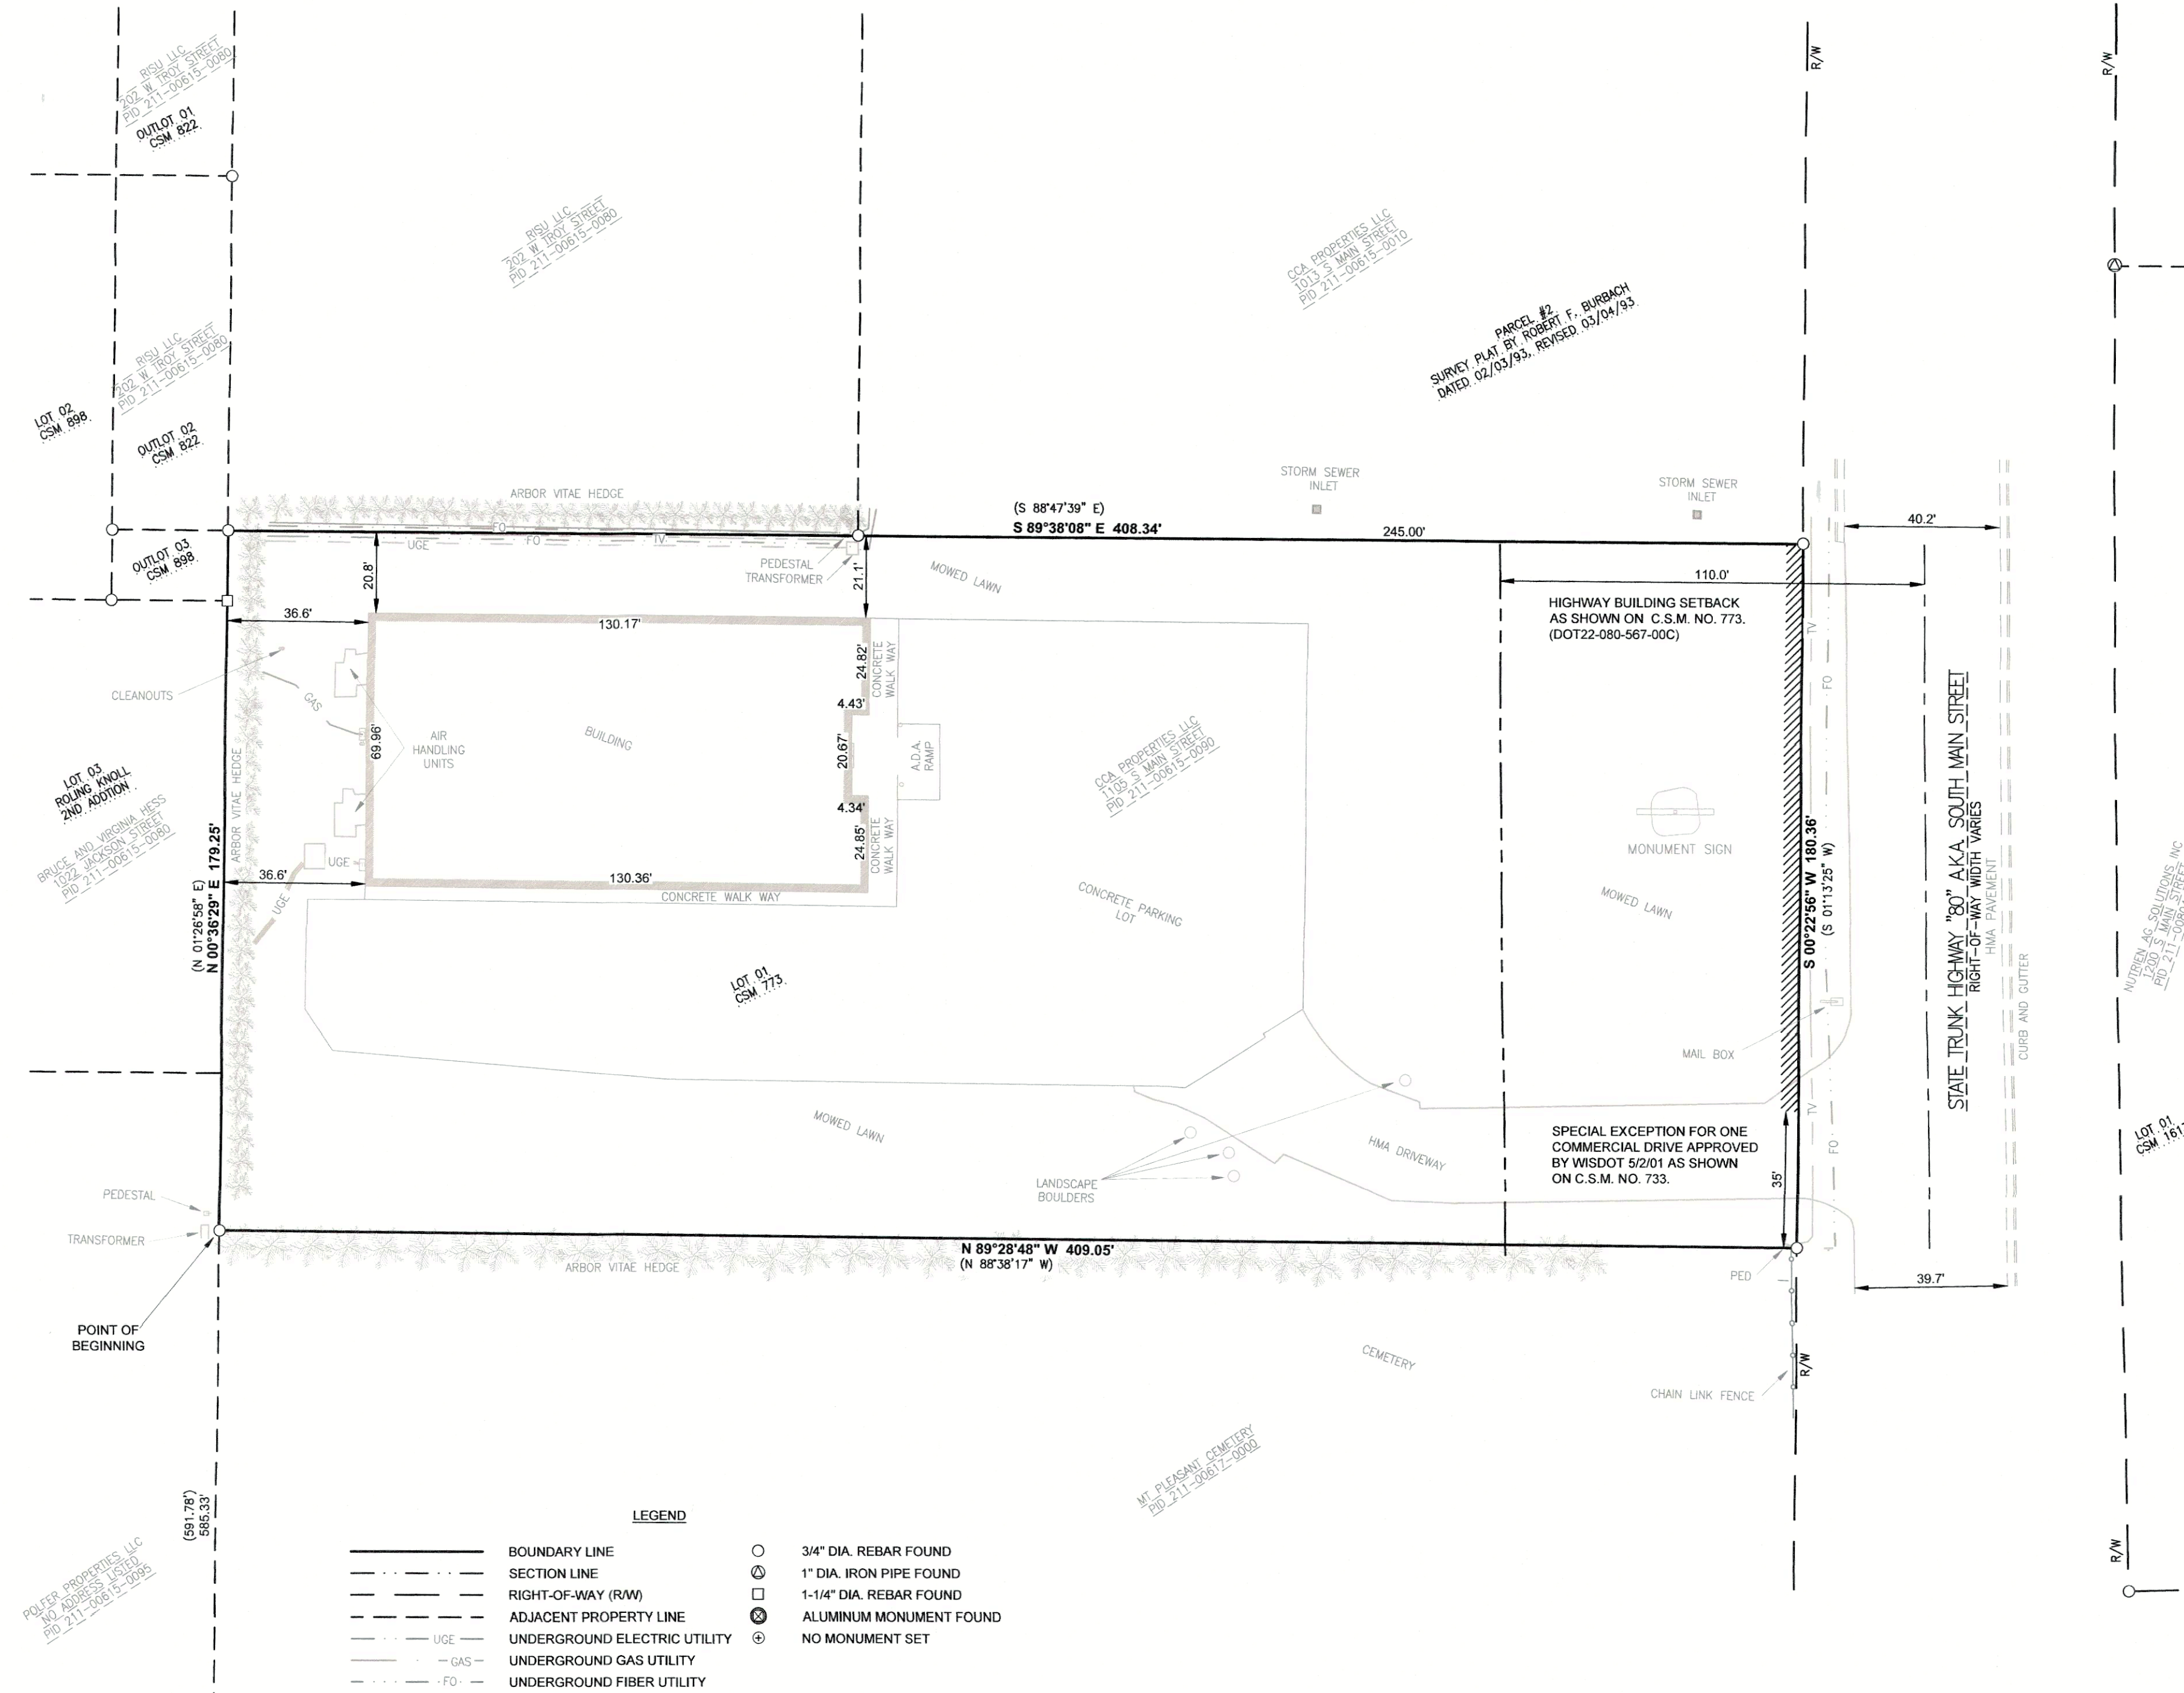 RISU LLC
202 W TROY STREET
PID 211-00615-0080
OUTLOT 01
CSM 822
R/W
R/W
RISU LLC
202 W TROY STREET
PID 211-00615-0080
CCA PROPERTIES LLC
1013 S MAIN STREET
PID 211-00615-0010
PARCEL #2
SURVEY PLAT BY ROBERT F. BURBACH
DATED 02/03/93, REVISED 03/04/93
RISU LLC
202 W TROY STREET
PID 211-00615-0080
LOT 02
CSM 898
OUTLOT 02
CSM 822
OUTLOT 03
CSM 898
ARBOR VITAE HEDGE
FO
UGE
FO
TV
(S 88°47'39" E)
S 89°38'08" E 408.34'
245.00'
STORM SEWER
INLET
STORM SEWER
INLET
40.2'
PEDESTAL
TRANSFORMER
20.8'
21.1'
MOWED LAWN
110.0'
HIGHWAY BUILDING SETBACK
AS SHOWN ON C.S.M. NO. 773.
(DOT22-080-567-00C)
36.6'
130.17'
CLEANOUTS
GAS
AIR
HANDLING
UNITS
69.96'
BUILDING
24.82'
4.43'
20.67'
4.34'
24.85'
CONCRETE
WALK WAY
A.D.A.
RAMP
CONCRETE
WALK WAY
CCA PROPERTIES LLC
1105 S MAIN STREET
PID 211-00615-0090
MONUMENT SIGN
MOWED LAWN
TV
FO
S 00°22'56" W 180.36'
(S 01°13'25" W)
STATE TRUNK HIGHWAY "80" A.K.A. SOUTH MAIN STREET
RIGHT-OF-WAY WIDTH VARIES
HMA PAVEMENT
CURB AND GUTTER
NUTRIEN AG SOLUTIONS INC
1200 S MAIN STREET
LOT 01
LOT 03
ROLING KNOLL
2ND ADDTION
BRUCE AND VIRGINIA HESS
1022 JACKSON STREET
PID 211-00615-0080
(N 01°26'58" E)
N 00°36'29" E 179.25'
ARBOR VITAE HEDGE
UGE
UGE
36.6'
130.36'
CONCRETE WALK WAY
CONCRETE PARKING
LOT
LOT 01
CSM 773
MAIL BOX
MOWED LAWN
LANDSCAPE
BOULDERS
HMA DRIVEWAY
SPECIAL EXCEPTION FOR ONE
COMMERCIAL DRIVE APPROVED
BY WISDOT 5/2/01 AS SHOWN
ON C.S.M. NO. 733.
35'
TV
FO
PEDESTAL
TRANSFORMER
N 89°28'48" W 409.05'
(N 88°38'17" W)
ARBOR VITAE HEDGE
PED
39.7'
POINT OF
BEGINNING
CEMETERY
R/W
CHAIN LINK FENCE
MT PLEASANT CEMETERY
PID 211-00617-0000
(591.78')
585.33'
POLFER PROPERTIES LLC
NO ADDRESS LISTED
PID 211-00615-0095
R/W
LEGEND
BOUNDARY LINE
SECTION LINE
RIGHT-OF-WAY (R/W)
ADJACENT PROPERTY LINE
UGE UNDERGROUND ELECTRIC UTILITY
GAS UNDERGROUND GAS UTILITY
FO UNDERGROUND FIBER UTILITY
3/4" DIA. REBAR FOUND
1" DIA. IRON PIPE FOUND
1-1/4" DIA. REBAR FOUND
ALUMINUM MONUMENT FOUND
NO MONUMENT SET